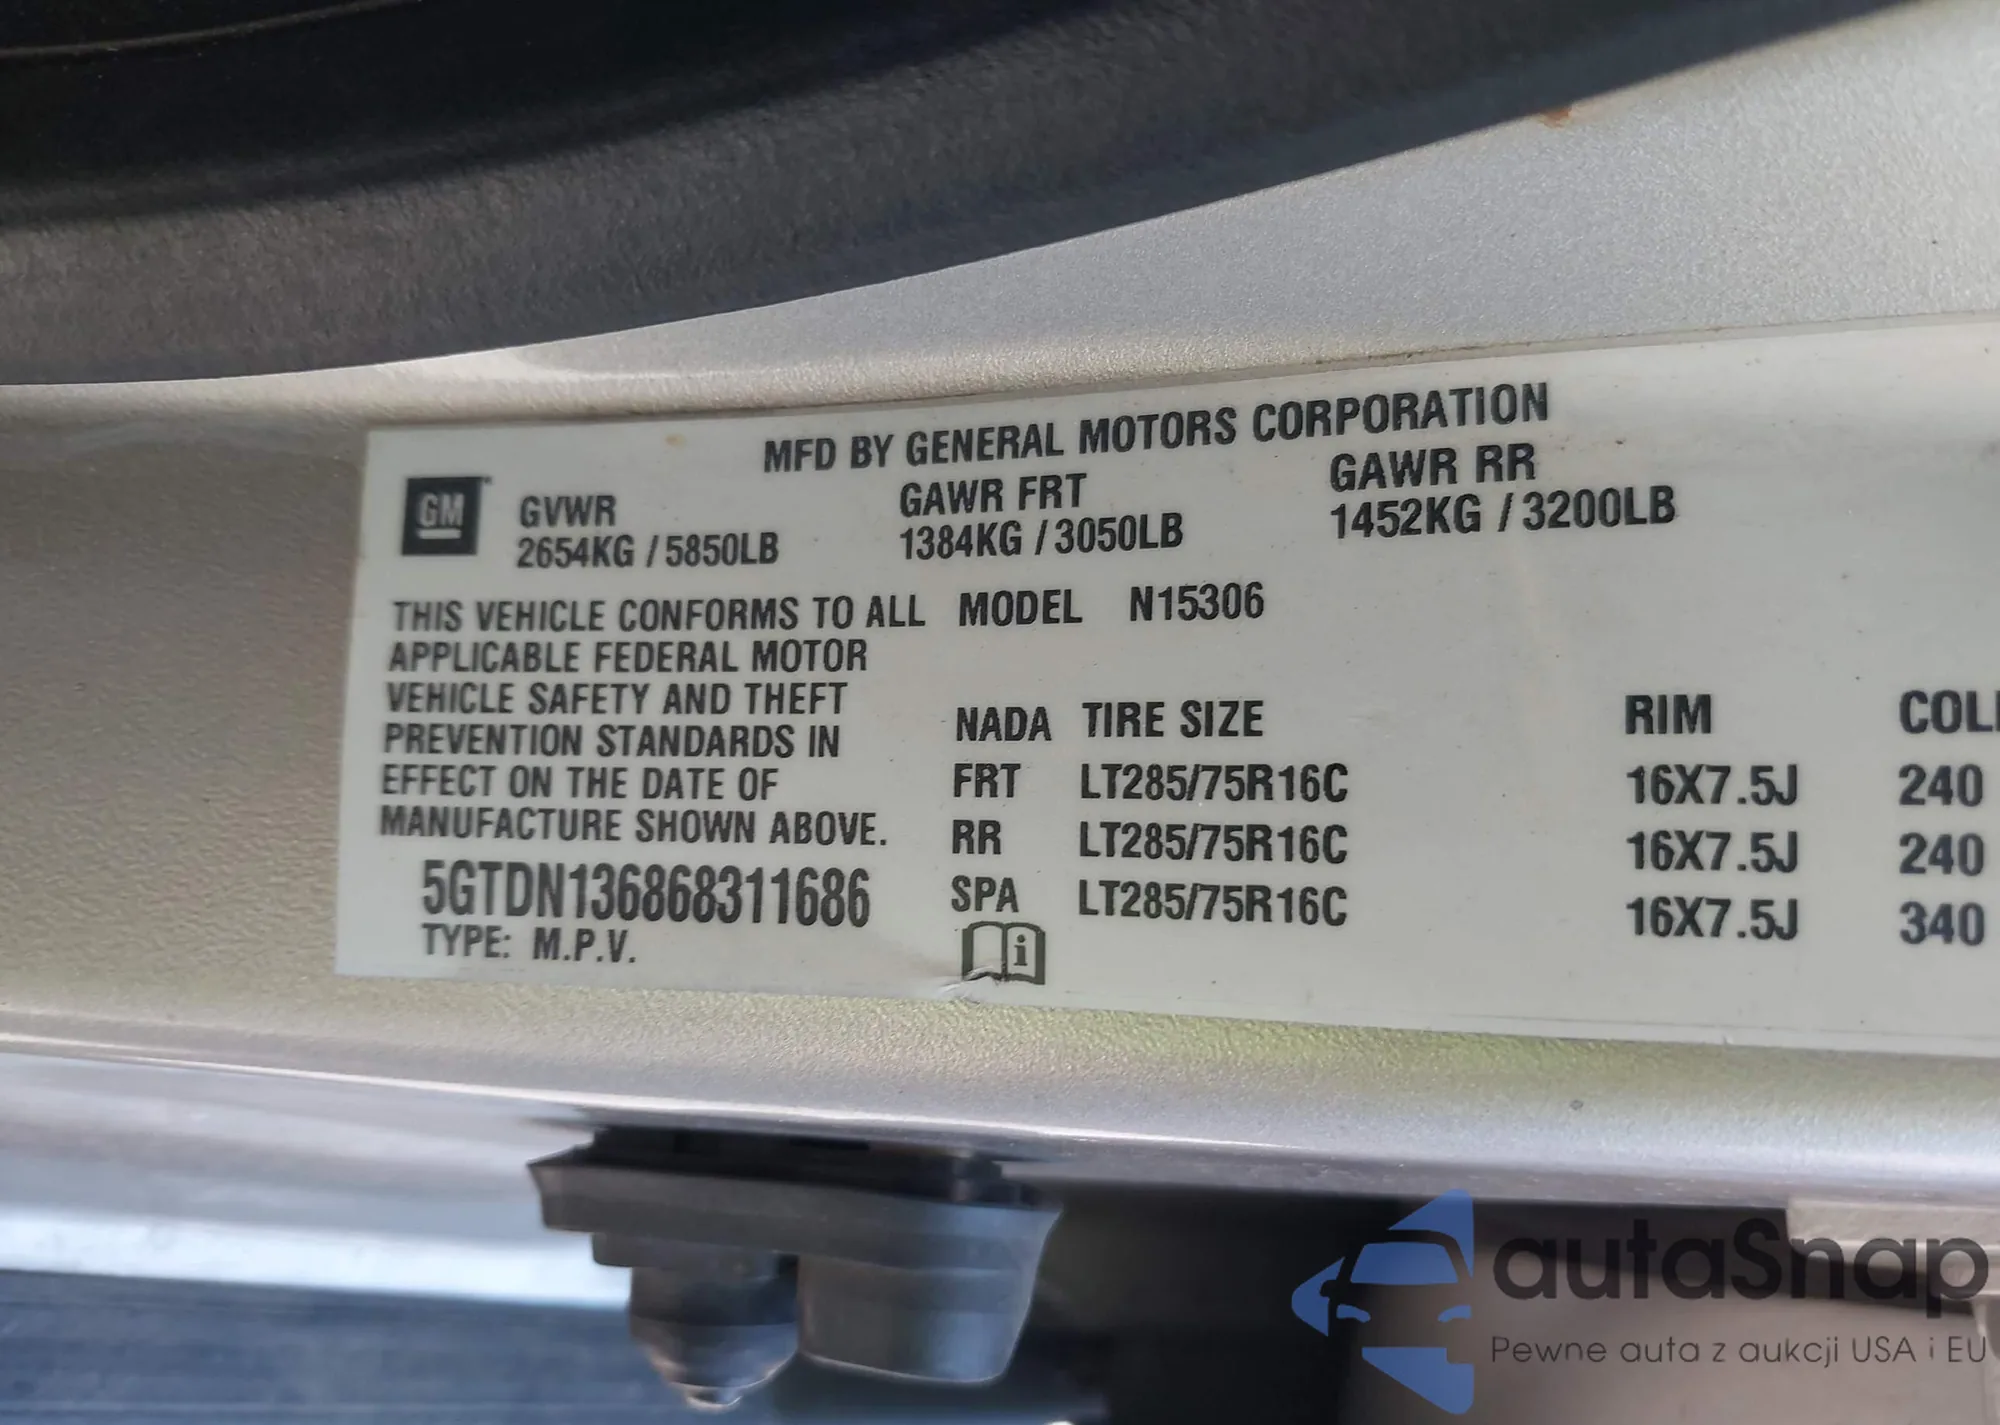 MFD BY GENERAL MOTORS CORPORATION
GM GVWR GAWR FRT GAWR RR
2654KG / 5850LB 1384KG / 3050LB 1452KG / 3200LB
THIS VEHICLE CONFORMS TO ALL MODEL N15306
APPLICABLE FEDERAL MOTOR
VEHICLE SAFETY AND THEFT
PREVENTION STANDARDS IN
EFFECT ON THE DATE OF
MANUFACTURE SHOWN ABOVE.
5GTDN136868311686
TYPE: M.P.V.
NADA TIRE SIZE RIM
FRT LT285/75R16C 16X7.5J 240
RR LT285/75R16C 16X7.5J 240
SPA LT285/75R16C 16X7.5J 340
i
autaSnap
Pewne auta z aukcji USA i EU